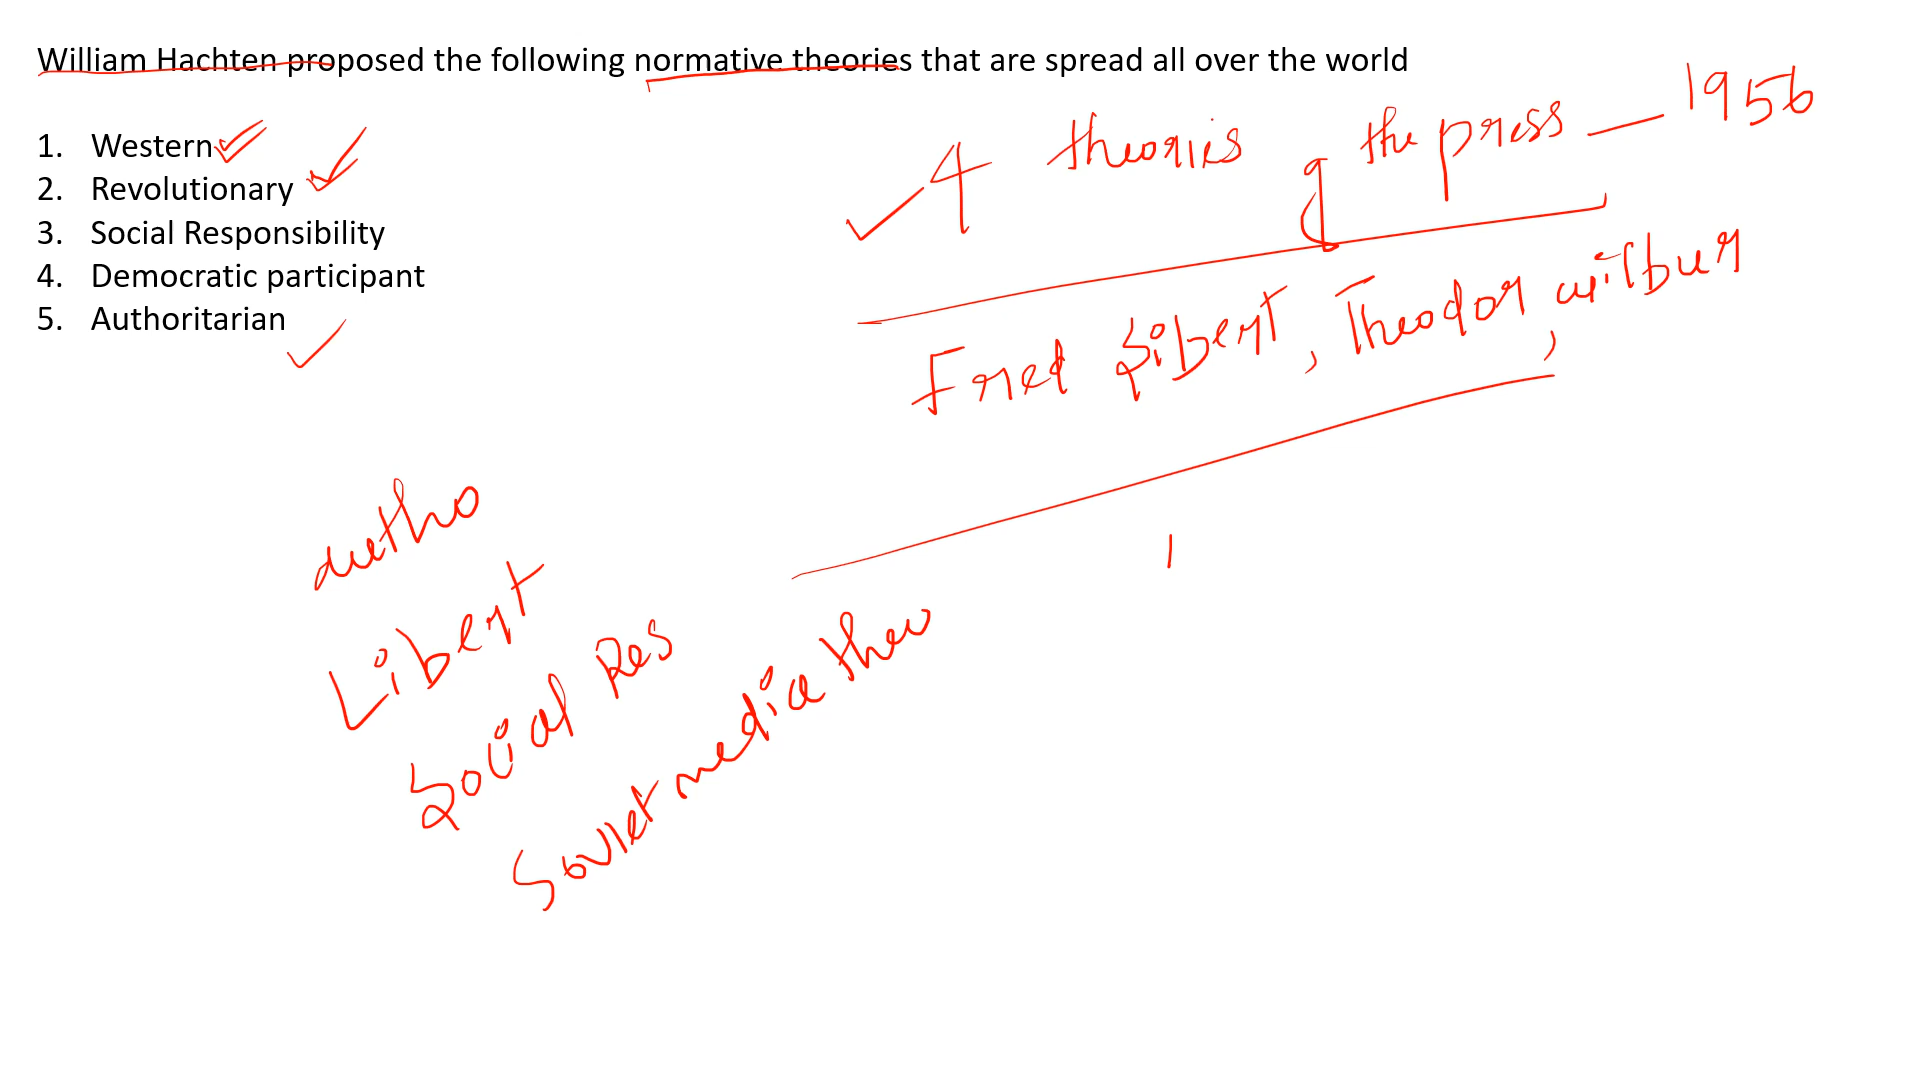 William Hachten proposed the following normative theories that are spread all over the world
1. Western
2. Revolutionary
3. Social Responsibility
4. Democratic participant
5. Authoritarian
4 theories of the press — 1956
Fred Sibert, Theodor, wilbur
Autho
Libert
Social Res
Soviet media theo